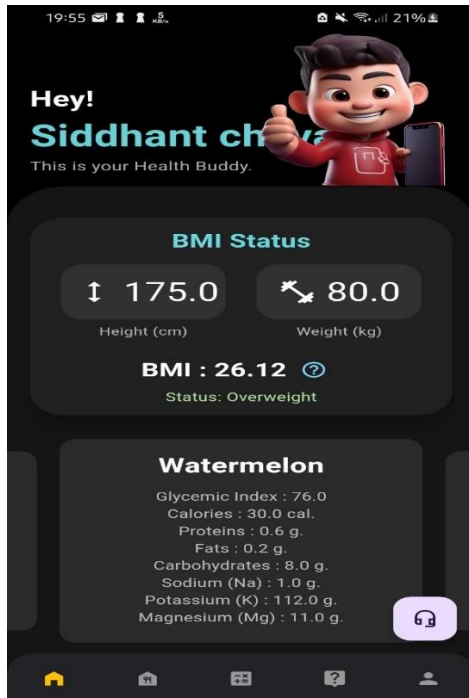 19:55 5 KB/s 21%
Hey!
Siddhant
This is your Health Buddy.
BMI Status
175.0 80.0
Height (cm) Weight (kg)
BMI : 26.12 ?
Status: Overweight
Watermelon
Glycemic Index : 76.0
Calories : 30.0 cal.
Proteins : 0.6 g.
Fats : 0.2 g.
Carbohydrates : 8.0 g.
Sodium (Na) : 1.0 g.
Potassium (K) : 112.0 g.
Magnesium (Mg) : 11.0 g.